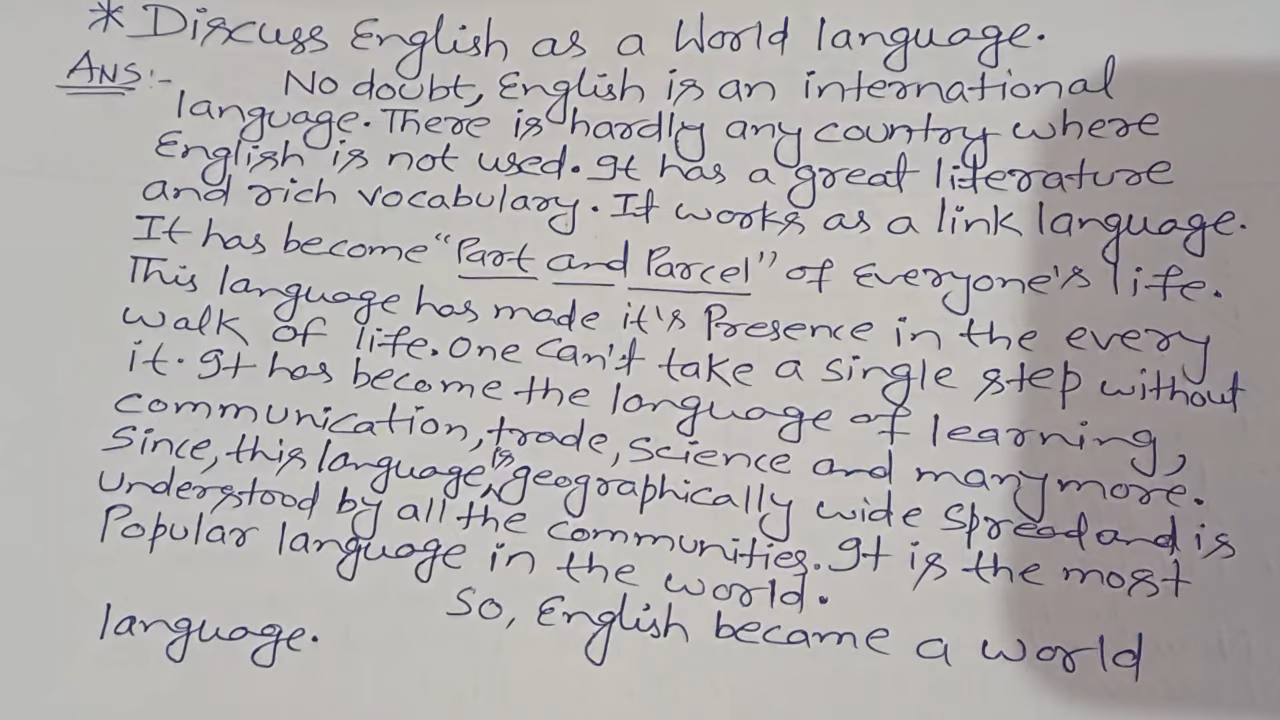 * Discuss English as a World language.
Ans:- No doubt, English is an international
language. There is hardly any country where
English is not used. It has a great literature
and rich vocabulary. It works as a link language.
It has become "Part and Parcel" of Everyone's life.
This language has made it's Presence in the every
walk of life. One can't take a single step without
it. It has become the language of learning,
communication, trade, science and many more.
Since, this language, is geographically wide spread and is
understood by all the communities. It is the most
Popular language in the world.
So, English became a world
language.